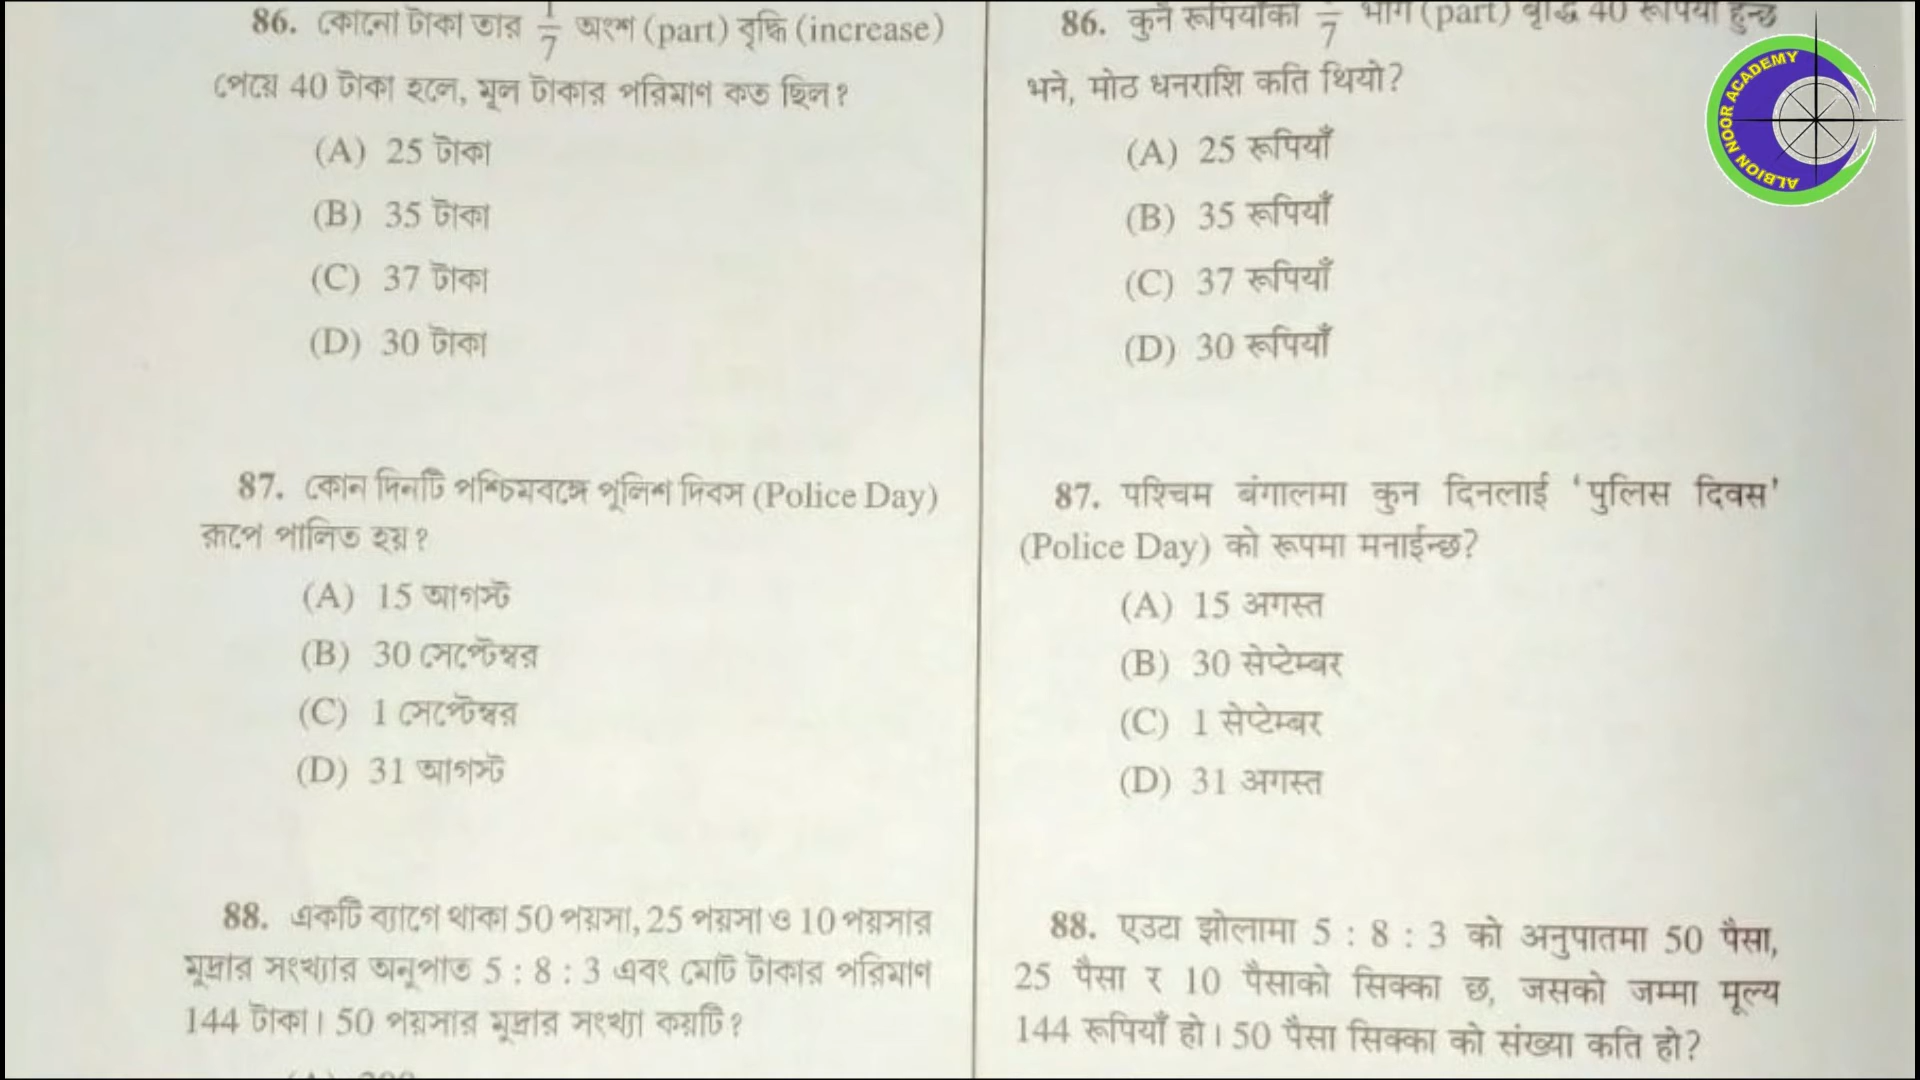 86. কোনো টাকা তার 1/7 অংশ (part) বৃদ্ধি (increase)
পেয়ে 40 টাকা হলে, মূল টাকার পরিমাণ কত ছিল?
(A) 25 টাকা
(B) 35 টাকা
(C) 37 টাকা
(D) 30 টাকা
87. কোন দিনটি পশ্চিমবঙ্গে পুলিশ দিবস (Police Day)
রূপে পালিত হয়?
(A) 15 আগস্ট
(B) 30 সেপ্টেম্বর
(C) 1 সেপ্টেম্বর
(D) 31 আগস্ট
88. একটি ব্যাগে থাকা 50 পয়সা, 25 পয়সা ও 10 পয়সার
মুদ্রার সংখ্যার অনুপাত 5 : 8 : 3 এবং মোট টাকার পরিমাণ
144 টাকা। 50 পয়সার মুদ্রার সংখ্যা কয়টি?
86. कुनै रूपियाँको 7 भाग (part) वृद्धि 40 रूपियाँ हुन्छ
भने, मोठ धनराशि कति थियो?
(A) 25 रूपियाँ
(B) 35 रूपियाँ
(C) 37 रूपियाँ
(D) 30 रूपियाँ
87. पश्चिम बंगालमा कुन दिनलाई ‘पुलिस दिवस’
(Police Day) को रूपमा मनाईन्छ?
(A) 15 अगस्त
(B) 30 सेप्टेम्बर
(C) 1 सेप्टेम्बर
(D) 31 अगस्त
88. एउटा झोलामा 5 : 8 : 3 को अनुपातमा 50 पैसा,
25 पैसा र 10 पैसाको सिक्का छ, जसको जम्मा मूल्य
144 रूपियाँ हो। 50 पैसा सिक्का को संख्या कति हो?
ALBION NOOR ACADEMY